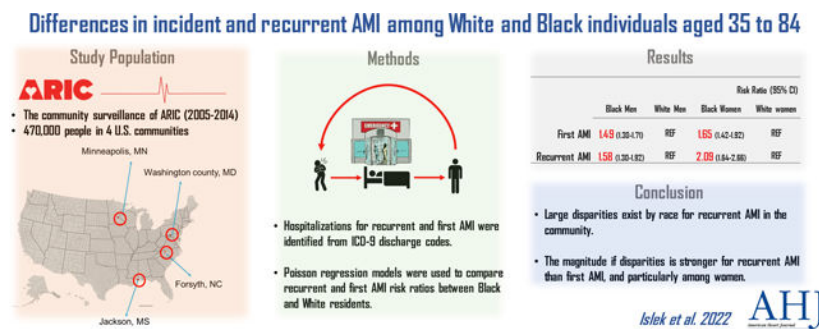 Differences in incident and recurrent AMI among White and Black individuals aged 35 to 84
Study Population
ARIC
• The community surveillance of ARIC (2005-2014)
• 470,000 people in 4 U.S. communities
Minneapolis, MN
Washington county, MD
Forsyth, NC
Jackson, MS
Methods
EMERGENCY
• Hospitalizations for recurrent and first AMI were
identified from ICD-9 discharge codes.
• Poisson regression models were used to compare
recurrent and first AMI risk ratios between Black
and White residents.
Results
Risk Ratio (95% CI)
Black Men White Men Black Women White women
First AMI 1.49 (1.30-1.71) REF 1.65 (1.42-1.92) REF
Recurrent AMI 1.58 (1.30-1.92) REF 2.09 (1.64-2.66) REF
Conclusion
• Large disparities exist by race for recurrent AMI in the
community.
• The magnitude if disparities is stronger for recurrent AMI
than first AMI, and particularly among women.
Islek et al. 2022
AHJ
American Heart Journal